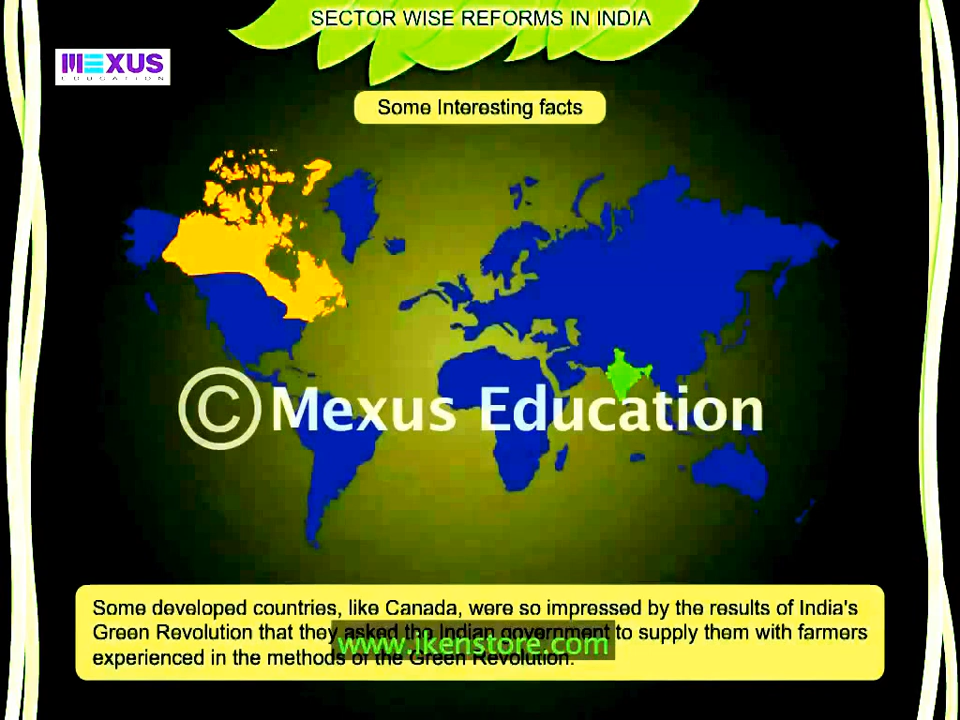 SECTOR WISE REFORMS IN INDIA
MEXUS
EDUCATION
Some Interesting facts
© Mexus Education
Some developed countries, like Canada, were so impressed by the results of India's
Green Revolution that they asked the Indian government to supply them with farmers
experienced in the methods of the Green Revolution.
www.ikenstore.com